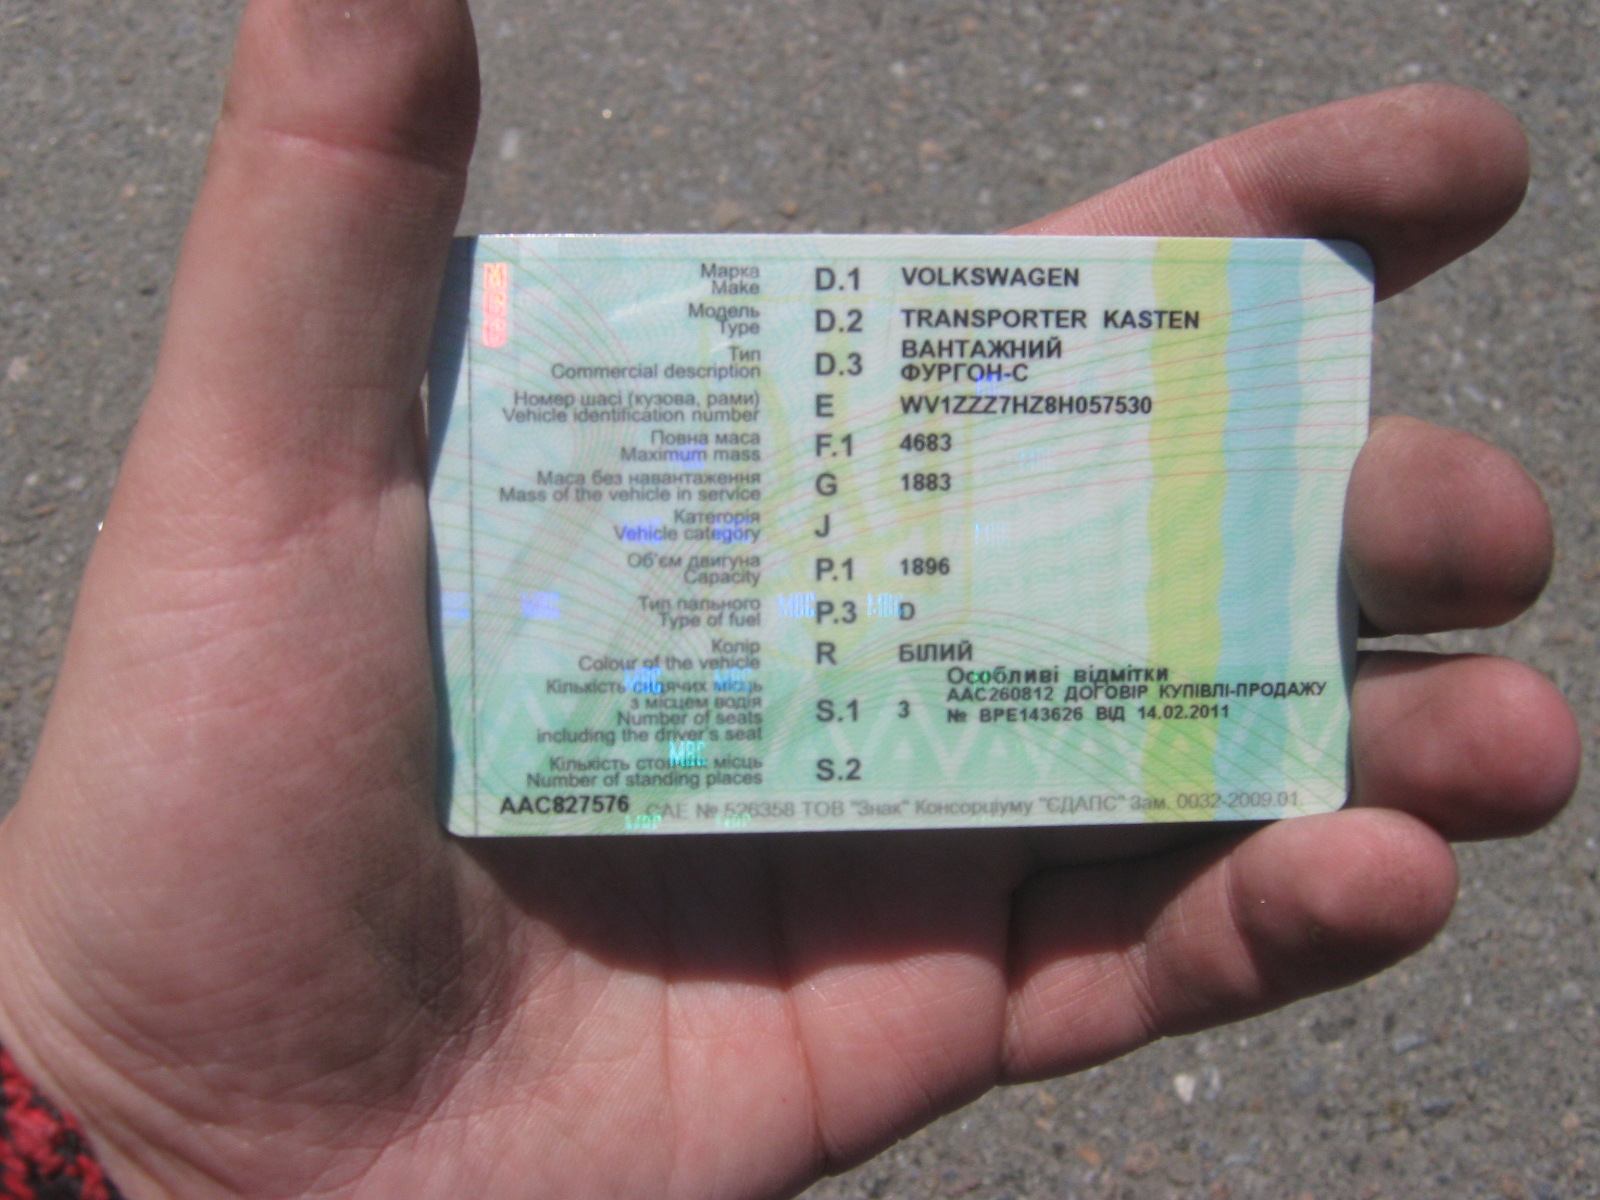 Марка D.1 VOLKSWAGEN
Make
Модель D.2 TRANSPORTER KASTEN
Type
Тип D.3 ВАНТАЖНИЙ
Commercial description ФУРГОН-С
Номер шасі (кузова, рами) E WV1ZZZ7HZ8H057530
Vehicle identification number
Повна маса F.1 4683
Maximum mass
Маса без навантаження G 1883
Mass of the vehicle in service
Категорія J
Vehicle category
Об'єм двигуна P.1 1896
Capacity
Тип пального P.3 D
Type of fuel
Колір R БІЛИЙ
Colour of the vehicle
Особливі відмітки
Кількість сидячих місць ААС260812 ДОГОВІР КУПІВЛІ-ПРОДАЖУ
з місцем водія S.1 3 № ВРЕ143626 ВІД 14.02.2011
Number of seats
including the driver's seat
Кількість стоячих місць S.2
Number of standing places
ААС827576 САЕ № 526358 ТОВ "Знак" Консорціуму "ЄДАПС" Зам. 0032-2009.01.
МВС